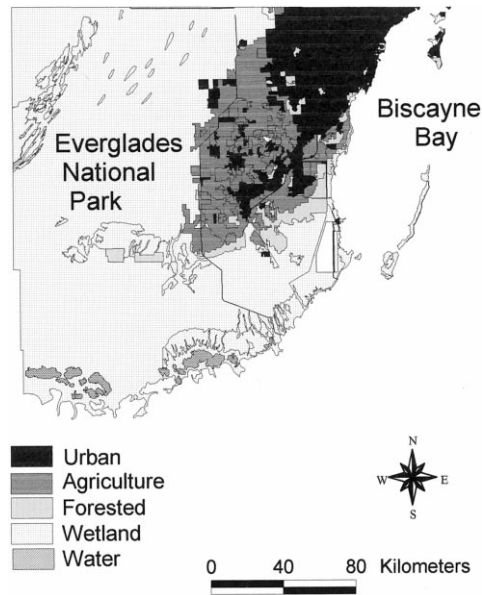 Everglades
National
Park
Biscayne
Bay
Urban
Agriculture
Forested
Wetland
Water
N
W E
S
0 40 80 Kilometers